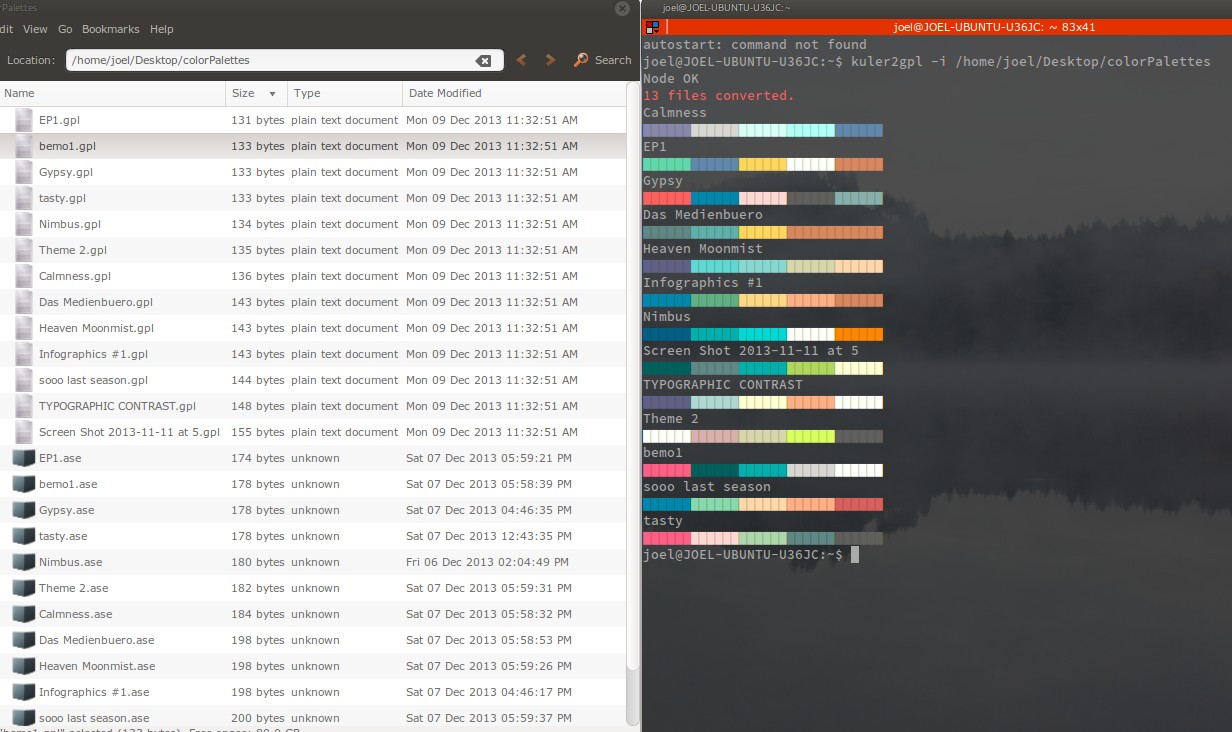 Palettes
dit View Go Bookmarks Help
Location: /home/joel/Desktop/colorPalettes Search
Name Size Type Date Modified
EP1.gpl 131 bytes plain text document Mon 09 Dec 2013 11:32:51 AM
bemo1.gpl 133 bytes plain text document Mon 09 Dec 2013 11:32:51 AM
Gypsy.gpl 133 bytes plain text document Mon 09 Dec 2013 11:32:51 AM
tasty.gpl 133 bytes plain text document Mon 09 Dec 2013 11:32:51 AM
Nimbus.gpl 134 bytes plain text document Mon 09 Dec 2013 11:32:51 AM
Theme 2.gpl 135 bytes plain text document Mon 09 Dec 2013 11:32:51 AM
Calmness.gpl 136 bytes plain text document Mon 09 Dec 2013 11:32:51 AM
Das Medienbuero.gpl 143 bytes plain text document Mon 09 Dec 2013 11:32:51 AM
Heaven Moonmist.gpl 143 bytes plain text document Mon 09 Dec 2013 11:32:51 AM
Infographics #1.gpl 143 bytes plain text document Mon 09 Dec 2013 11:32:51 AM
sooo last season.gpl 144 bytes plain text document Mon 09 Dec 2013 11:32:51 AM
TYPOGRAPHIC CONTRAST.gpl 148 bytes plain text document Mon 09 Dec 2013 11:32:51 AM
Screen Shot 2013-11-11 at 5.gpl 155 bytes plain text document Mon 09 Dec 2013 11:32:51 AM
EP1.ase 174 bytes unknown Sat 07 Dec 2013 05:59:21 PM
bemo1.ase 178 bytes unknown Sat 07 Dec 2013 05:58:39 PM
Gypsy.ase 178 bytes unknown Sat 07 Dec 2013 04:46:35 PM
tasty.ase 178 bytes unknown Sat 07 Dec 2013 12:43:35 PM
Nimbus.ase 180 bytes unknown Fri 06 Dec 2013 02:04:49 PM
Theme 2.ase 182 bytes unknown Sat 07 Dec 2013 05:59:31 PM
Calmness.ase 184 bytes unknown Sat 07 Dec 2013 05:58:32 PM
Das Medienbuero.ase 198 bytes unknown Sat 07 Dec 2013 05:58:53 PM
Heaven Moonmist.ase 198 bytes unknown Sat 07 Dec 2013 05:59:26 PM
Infographics #1.ase 198 bytes unknown Sat 07 Dec 2013 04:46:17 PM
sooo last season.ase 200 bytes unknown Sat 07 Dec 2013 05:59:37 PM
"bemo1.gpl" selected (133 bytes), Free space: 80.0 GB
joel@JOEL-UBUNTU-U36JC:~
joel@JOEL-UBUNTU-U36JC: ~ 83x41
autostart: command not found
joel@JOEL-UBUNTU-U36JC:~$ kuler2gpl -i /home/joel/Desktop/colorPalettes
Node OK
13 files converted.
Calmness
EP1
Gypsy
Das Medienbuero
Heaven Moonmist
Infographics #1
Nimbus
Screen Shot 2013-11-11 at 5
TYPOGRAPHIC CONTRAST
Theme 2
bemo1
sooo last season
tasty
joel@JOEL-UBUNTU-U36JC:~$